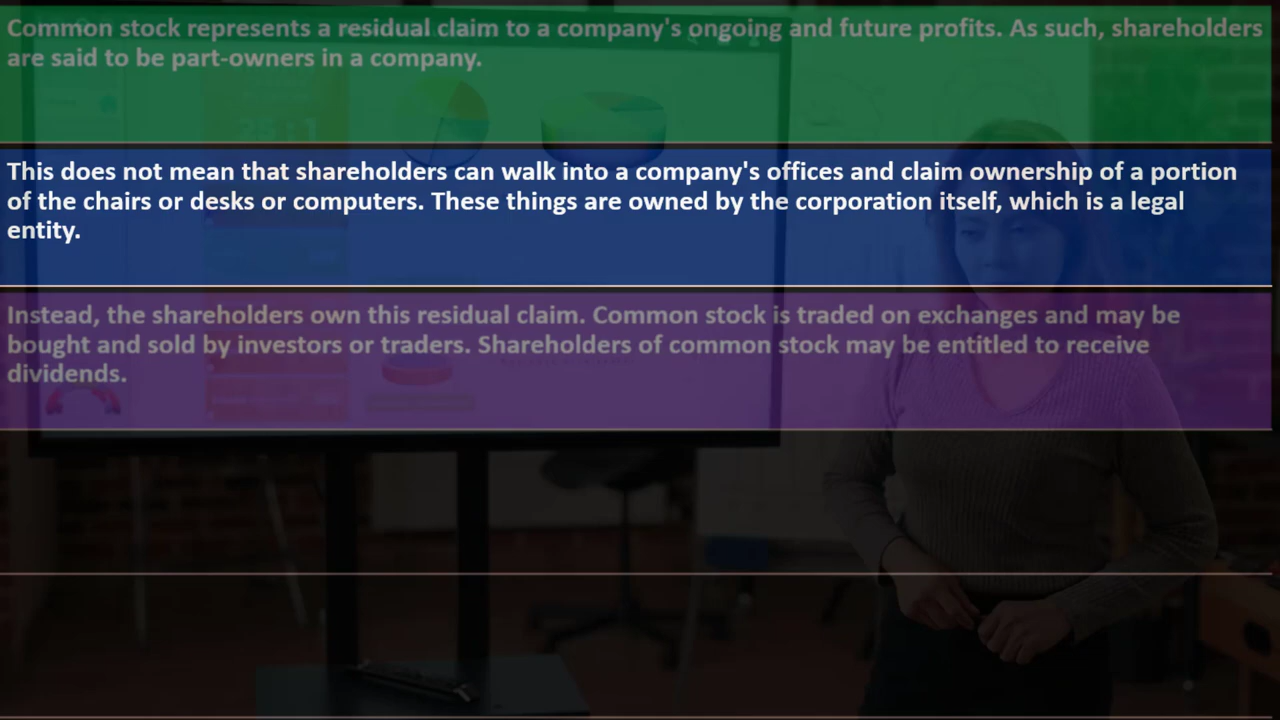 Common stock represents a residual claim to a company's ongoing and future profits. As such, shareholders
are said to be part-owners in a company.
This does not mean that shareholders can walk into a company's offices and claim ownership of a portion
of the chairs or desks or computers. These things are owned by the corporation itself, which is a legal
entity.
Instead, the shareholders own this residual claim. Common stock is traded on exchanges and may be
bought and sold by investors or traders. Shareholders of common stock may be entitled to receive
dividends.